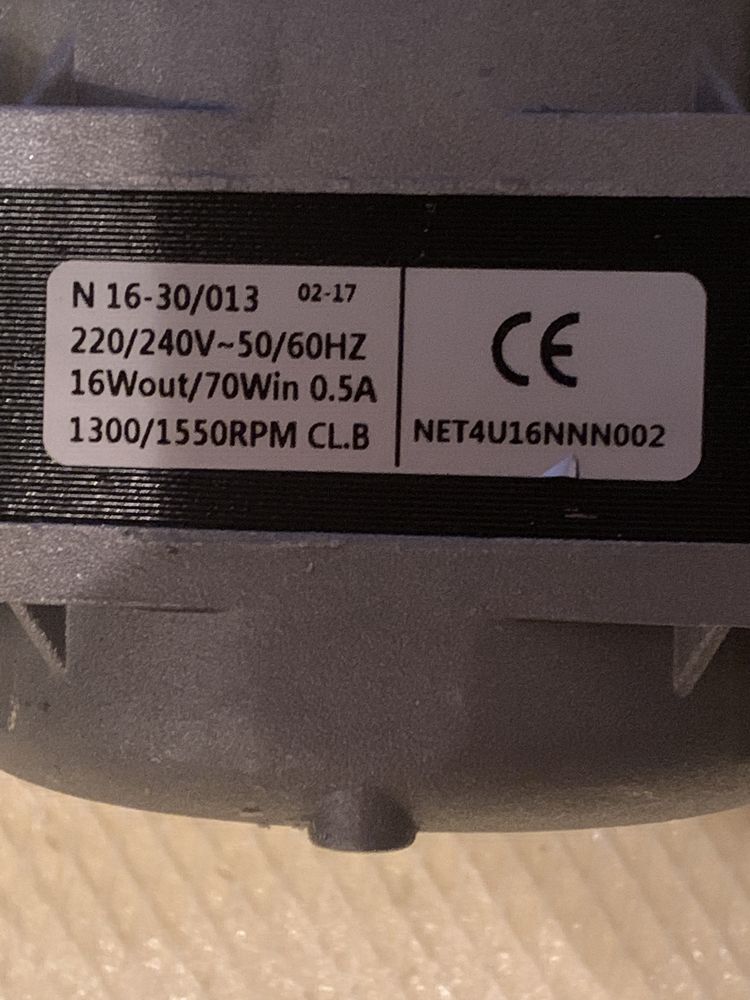 N 16-30/013 02-17
220/240V~50/60HZ
16Wout/70Win 0.5A
1300/1550RPM CL.B
CE
NET4U16NNN002